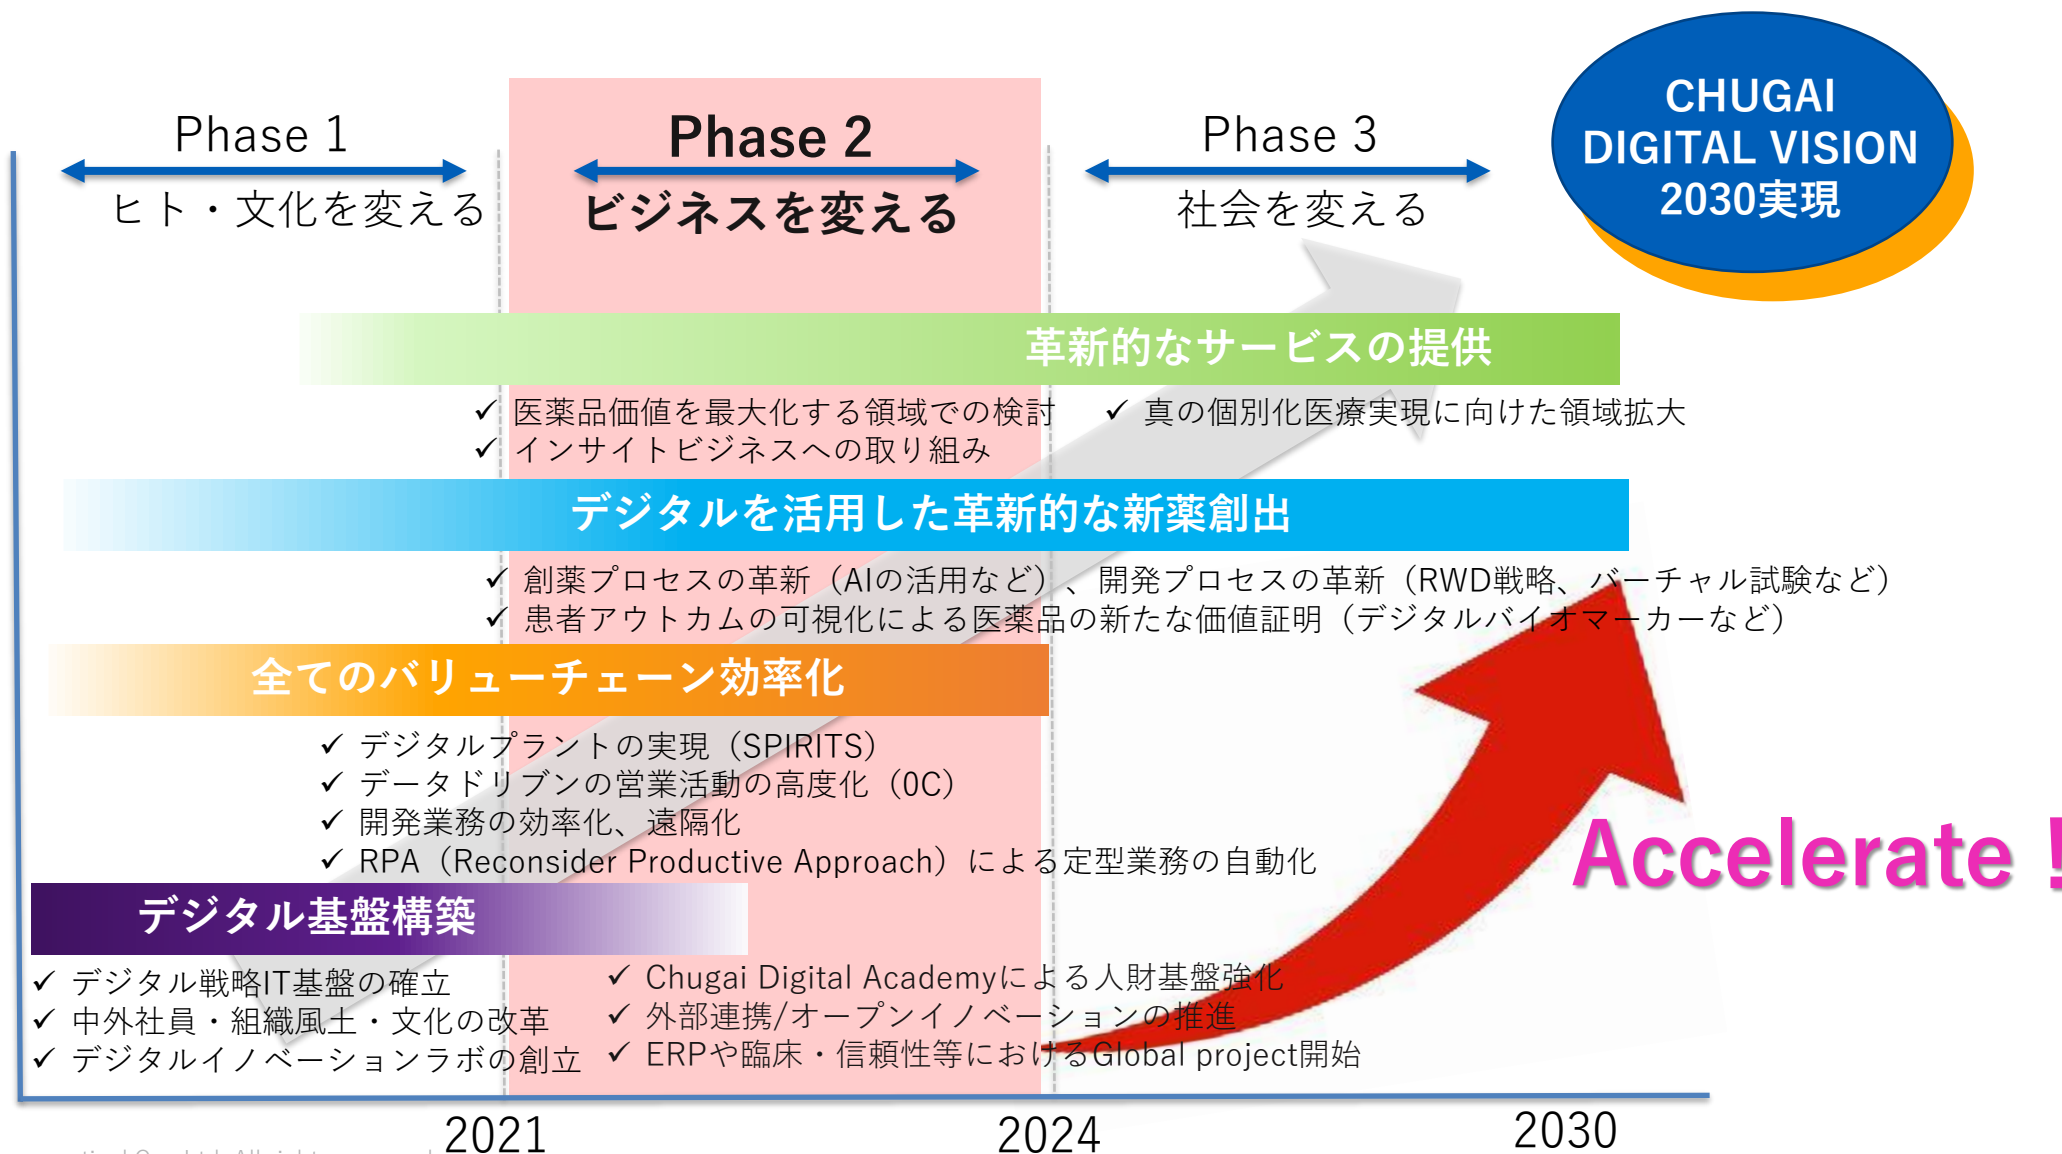 Phase 1
ヒト・文化を変える
Phase 2
ビジネスを変える
Phase 3
社会を変える
CHUGAI
DIGITAL VISION
2030実現
革新的なサービスの提供
✓ 医薬品価値を最大化する領域での検討
✓ インサイトビジネスへの取り組み
✓ 真の個別化医療実現に向けた領域拡大
デジタルを活用した革新的な新薬創出
✓ 創薬プロセスの革新（AIの活用など）、開発プロセスの革新（RWD戦略、バーチャル試験など）
✓ 患者アウトカムの可視化による医薬品の新たな価値証明（デジタルバイオマーカーなど）
全てのバリューチェーン効率化
✓ デジタルプラントの実現（SPIRITS）
✓ データドリブンの営業活動の高度化（0C）
✓ 開発業務の効率化、遠隔化
✓ RPA（Reconsider Productive Approach）による定型業務の自動化
Accelerate！
デジタル基盤構築
✓ デジタル戦略IT基盤の確立
✓ 中外社員・組織風土・文化の改革
✓ デジタルイノベーションラボの創立
✓ Chugai Digital Academyによる人財基盤強化
✓ 外部連携/オープンイノベーションの推進
✓ ERPや臨床・信頼性等におけるGlobal project開始
2021
2024
2030